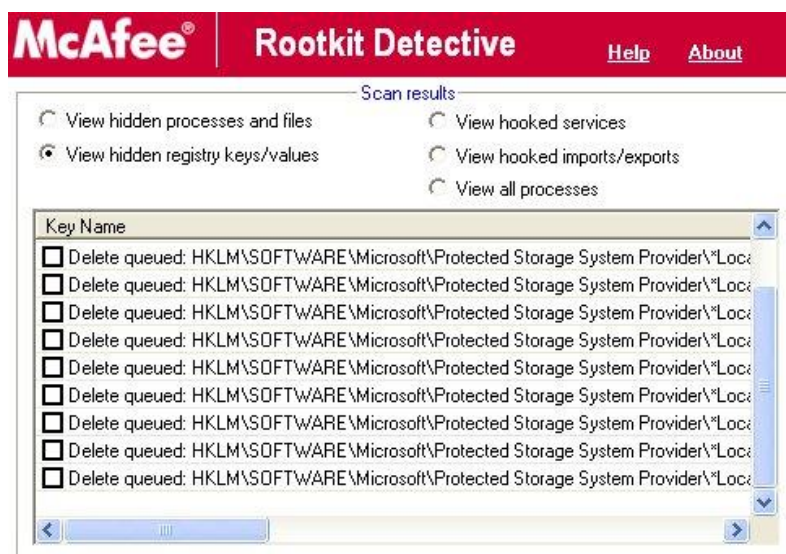 McAfee® Rootkit Detective Help About
Scan results
View hidden processes and files
View hooked services
View hidden registry keys/values
View hooked imports/exports
View all processes
Key Name
Delete queued: HKLM\SOFTWARE\Microsoft\Protected Storage System Provider\*Loca
Delete queued: HKLM\SOFTWARE\Microsoft\Protected Storage System Provider\*Loca
Delete queued: HKLM\SOFTWARE\Microsoft\Protected Storage System Provider\*Loca
Delete queued: HKLM\SOFTWARE\Microsoft\Protected Storage System Provider\*Loca
Delete queued: HKLM\SOFTWARE\Microsoft\Protected Storage System Provider\*Loca
Delete queued: HKLM\SOFTWARE\Microsoft\Protected Storage System Provider\*Loca
Delete queued: HKLM\SOFTWARE\Microsoft\Protected Storage System Provider\*Loca
Delete queued: HKLM\SOFTWARE\Microsoft\Protected Storage System Provider\*Loca
Delete queued: HKLM\SOFTWARE\Microsoft\Protected Storage System Provider\*Loca